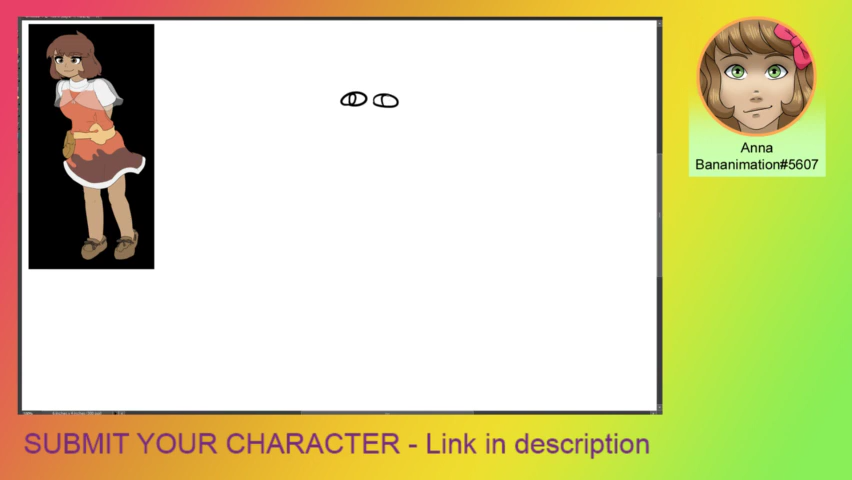 Anna
Bananimation#5607
SUBMIT YOUR CHARACTER - Link in description